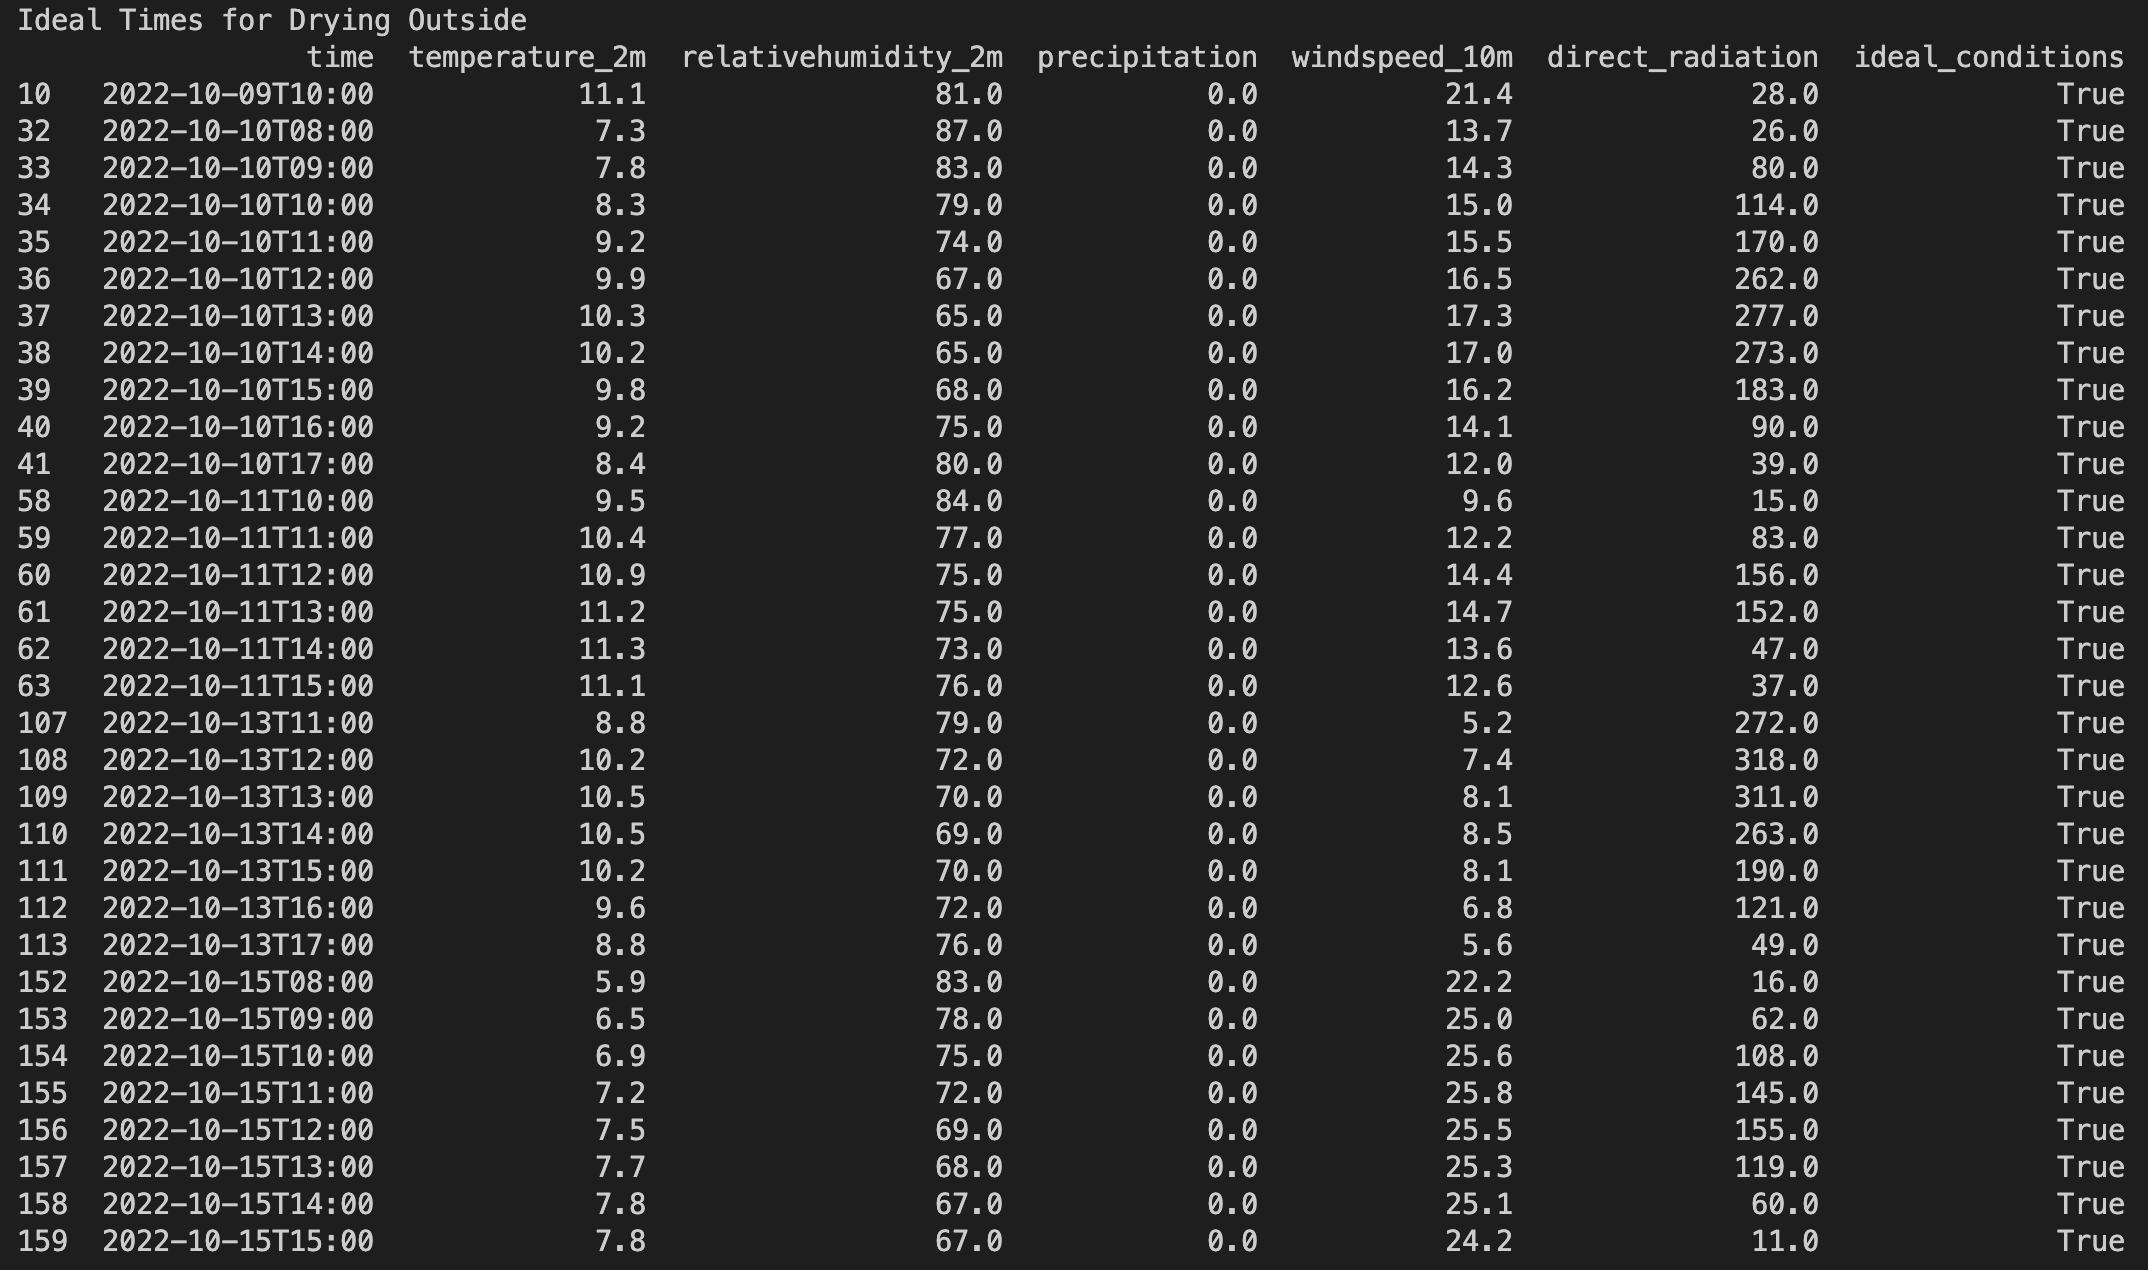 Ideal Times for Drying Outside
time temperature_2m relativehumidity_2m precipitation windspeed_10m direct_radiation ideal_conditions
10 2022-10-09T10:00 11.1 81.0 0.0 21.4 28.0 True
32 2022-10-10T08:00 7.3 87.0 0.0 13.7 26.0 True
33 2022-10-10T09:00 7.8 83.0 0.0 14.3 80.0 True
34 2022-10-10T10:00 8.3 79.0 0.0 15.0 114.0 True
35 2022-10-10T11:00 9.2 74.0 0.0 15.5 170.0 True
36 2022-10-10T12:00 9.9 67.0 0.0 16.5 262.0 True
37 2022-10-10T13:00 10.3 65.0 0.0 17.3 277.0 True
38 2022-10-10T14:00 10.2 65.0 0.0 17.0 273.0 True
39 2022-10-10T15:00 9.8 68.0 0.0 16.2 183.0 True
40 2022-10-10T16:00 9.2 75.0 0.0 14.1 90.0 True
41 2022-10-10T17:00 8.4 80.0 0.0 12.0 39.0 True
58 2022-10-11T10:00 9.5 84.0 0.0 9.6 15.0 True
59 2022-10-11T11:00 10.4 77.0 0.0 12.2 83.0 True
60 2022-10-11T12:00 10.9 75.0 0.0 14.4 156.0 True
61 2022-10-11T13:00 11.2 75.0 0.0 14.7 152.0 True
62 2022-10-11T14:00 11.3 73.0 0.0 13.6 47.0 True
63 2022-10-11T15:00 11.1 76.0 0.0 12.6 37.0 True
107 2022-10-13T11:00 8.8 79.0 0.0 5.2 272.0 True
108 2022-10-13T12:00 10.2 72.0 0.0 7.4 318.0 True
109 2022-10-13T13:00 10.5 70.0 0.0 8.1 311.0 True
110 2022-10-13T14:00 10.5 69.0 0.0 8.5 263.0 True
111 2022-10-13T15:00 10.2 70.0 0.0 8.1 190.0 True
112 2022-10-13T16:00 9.6 72.0 0.0 6.8 121.0 True
113 2022-10-13T17:00 8.8 76.0 0.0 5.6 49.0 True
152 2022-10-15T08:00 5.9 83.0 0.0 22.2 16.0 True
153 2022-10-15T09:00 6.5 78.0 0.0 25.0 62.0 True
154 2022-10-15T10:00 6.9 75.0 0.0 25.6 108.0 True
155 2022-10-15T11:00 7.2 72.0 0.0 25.8 145.0 True
156 2022-10-15T12:00 7.5 69.0 0.0 25.5 155.0 True
157 2022-10-15T13:00 7.7 68.0 0.0 25.3 119.0 True
158 2022-10-15T14:00 7.8 67.0 0.0 25.1 60.0 True
159 2022-10-15T15:00 7.8 67.0 0.0 24.2 11.0 True